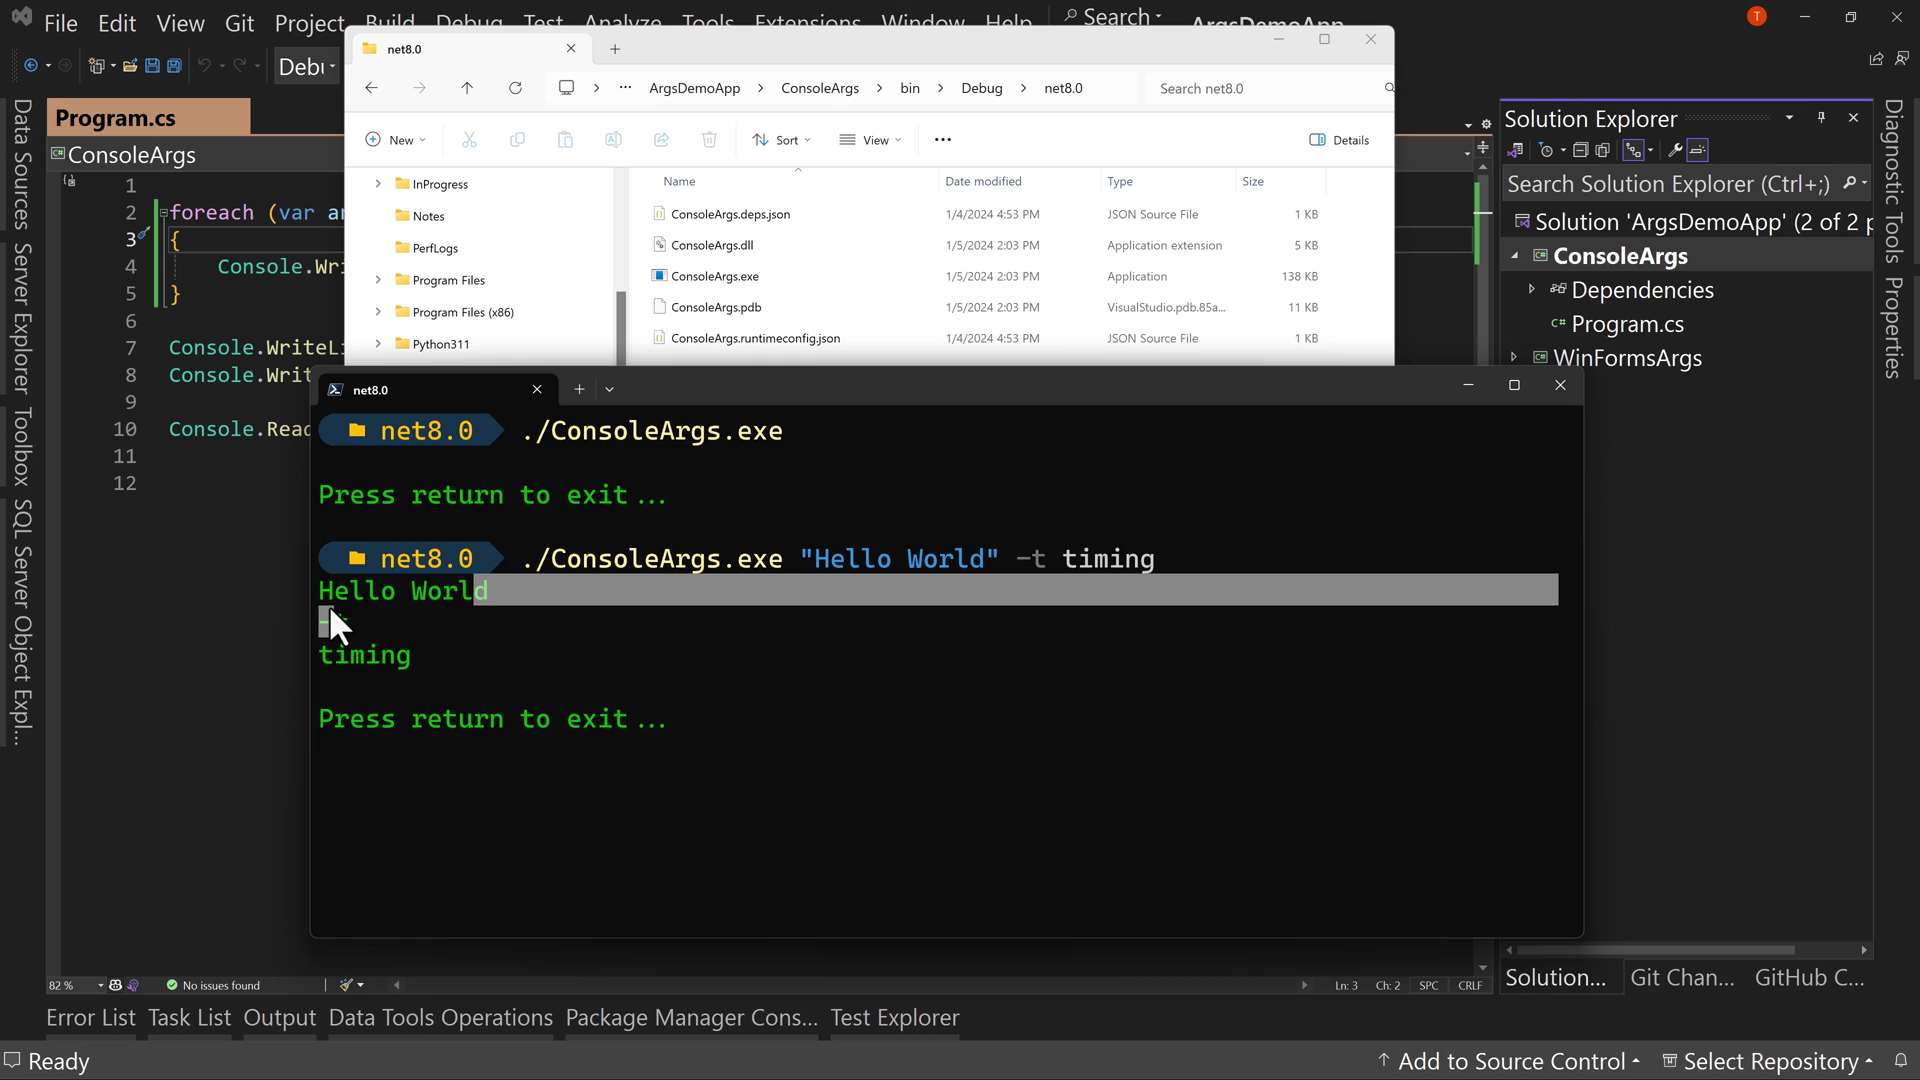 File Edit View Git Project Build Debug Test Analyze Tools Extensions Window Help Search ArgsDemoApp T
Debu
net8.0
ArgsDemoApp > ConsoleArgs > bin > Debug > net8.0 Search net8.0
New Sort View Details
InProgress
Notes
PerfLogs
Program Files
Program Files (x86)
Python311
Name Date modified Type Size
ConsoleArgs.deps.json 1/4/2024 4:53 PM JSON Source File 1 KB
ConsoleArgs.dll 1/5/2024 2:03 PM Application extension 5 KB
ConsoleArgs.exe 1/5/2024 2:03 PM Application 138 KB
ConsoleArgs.pdb 1/5/2024 2:03 PM VisualStudio.pdb.85a... 11 KB
ConsoleArgs.runtimeconfig.json 1/4/2024 4:53 PM JSON Source File 1 KB
Data Sources
Server Explorer
Toolbox
SQL Server Object Expl...
Program.cs
ConsoleArgs
1
2 foreach (var
3 {
4 Console.Wri
5 }
6
7 Console.WriteLi
8 Console.Writ
9
10 Console.Read
11
12
net8.0
net8.0 ./ConsoleArgs.exe
Press return to exit...
net8.0 ./ConsoleArgs.exe "Hello World" -t timing
Hello World
timing
Press return to exit...
Solution Explorer
Search Solution Explorer (Ctrl+;)
Solution 'ArgsDemoApp' (2 of 2 p
ConsoleArgs
Dependencies
C# Program.cs
WinFormsArgs
Diagnostic Tools
Properties
82 % No issues found Ln: 3 Ch: 2 SPC CRLF
Solution... Git Chan... GitHub C...
Error List Task List Output Data Tools Operations Package Manager Cons... Test Explorer
Ready Add to Source Control Select Repository